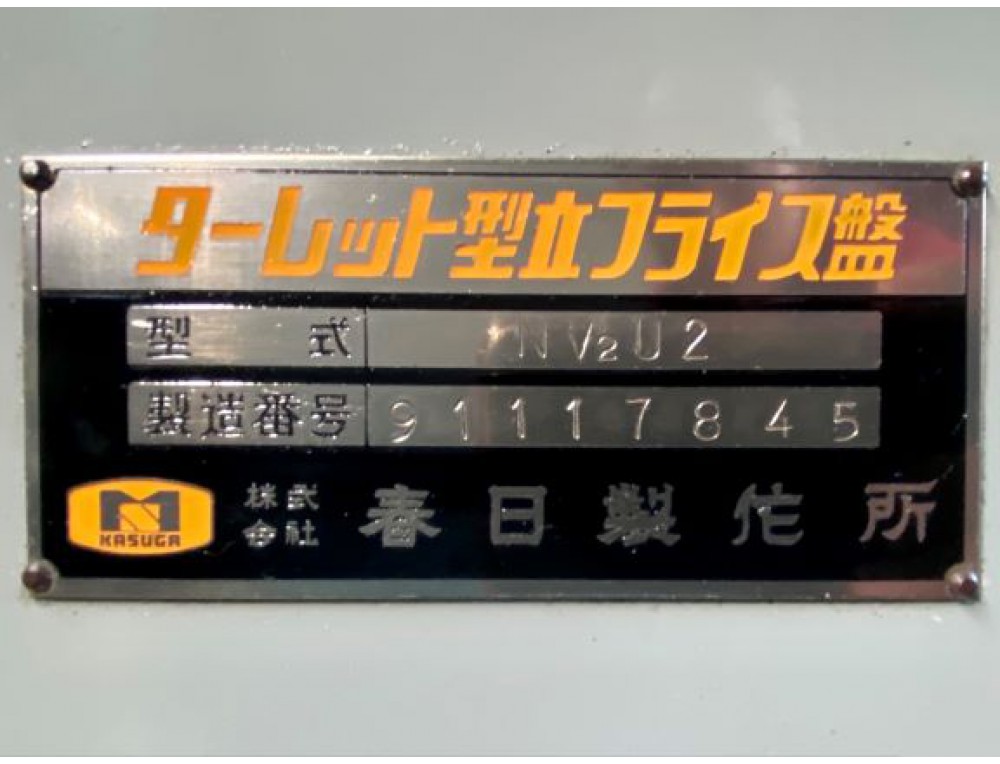 ターレット型立フライス盤
型式 NV₂U2
製造番号 91117845
KASUGA 株式会社 春日製作所